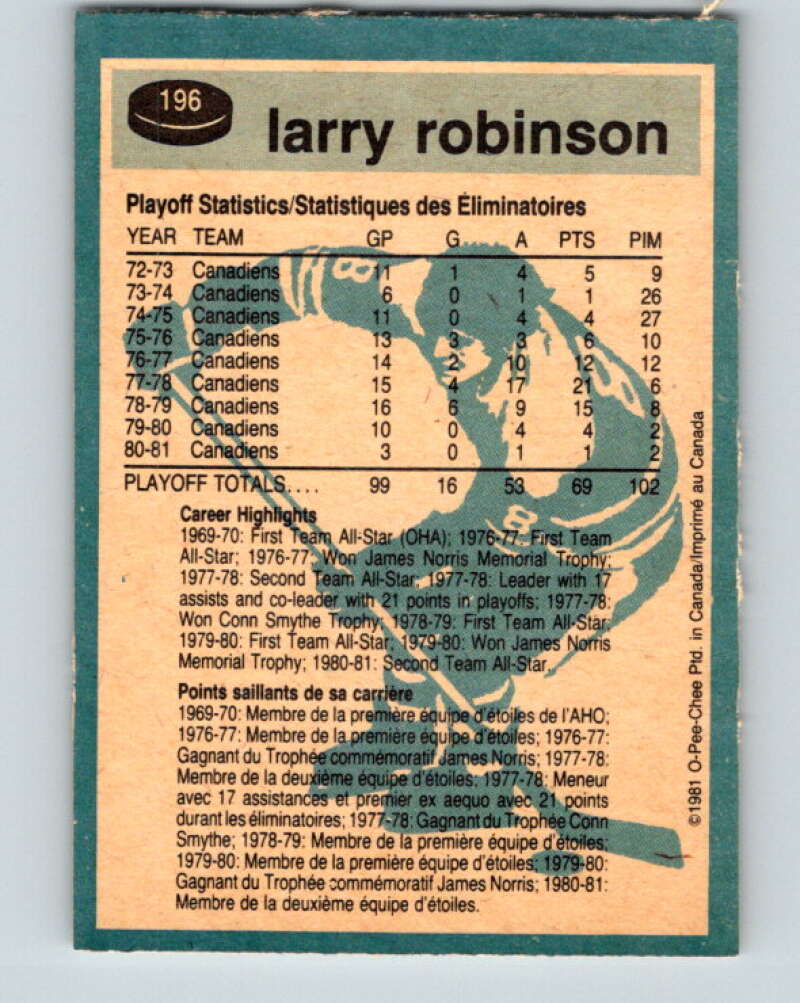 196
larry robinson
Playoff Statistics/Statistiques des Éliminatoires
YEAR TEAM GP G A PTS PIM
72-73 Canadiens 11 1 4 5 9
73-74 Canadiens 6 0 1 1 26
74-75 Canadiens 11 0 4 4 27
75-76 Canadiens 13 3 3 6 10
76-77 Canadiens 14 2 10 12 12
77-78 Canadiens 15 4 17 21 6
78-79 Canadiens 16 6 9 15 8
79-80 Canadiens 10 0 4 4 2
80-81 Canadiens 3 0 1 1 2
PLAYOFF TOTALS.... 99 16 53 69 102
Career Highlights
1969-70: First Team All-Star (OHA); 1976-77: First Team
All-Star; 1976-77: Won James Norris Memorial Trophy;
1977-78: Second Team All-Star; 1977-78: Leader with 17
assists and co-leader with 21 points in playoffs; 1977-78:
Won Conn Smythe Trophy; 1978-79: First Team All-Star;
1979-80: First Team All-Star; 1979-80: Won James Norris
Memorial Trophy; 1980-81: Second Team All-Star.
Points saillants de sa carrière
1969-70: Membre de la première équipe d'étoiles de l'AHO;
1976-77: Membre de la première équipe d'étoiles; 1976-77:
Gagnant du Trophée commémoratif James Norris; 1977-78:
Membre de la deuxième équipe d'étoiles; 1977-78: Meneur
avec 17 assistances et premier ex aequo avec 21 points
durant les éliminatoires; 1977-78: Gagnant du Trophée Conn
Smythe; 1978-79: Membre de la première équipe d'étoiles;
1979-80: Membre de la première équipe d'étoiles; 1979-80:
Gagnant du Trophée commémoratif James Norris; 1980-81:
Membre de la deuxième équipe d'étoiles.
©1981 O-Pee-Chee Ptd. in Canada/Imprimé au Canada
8
8